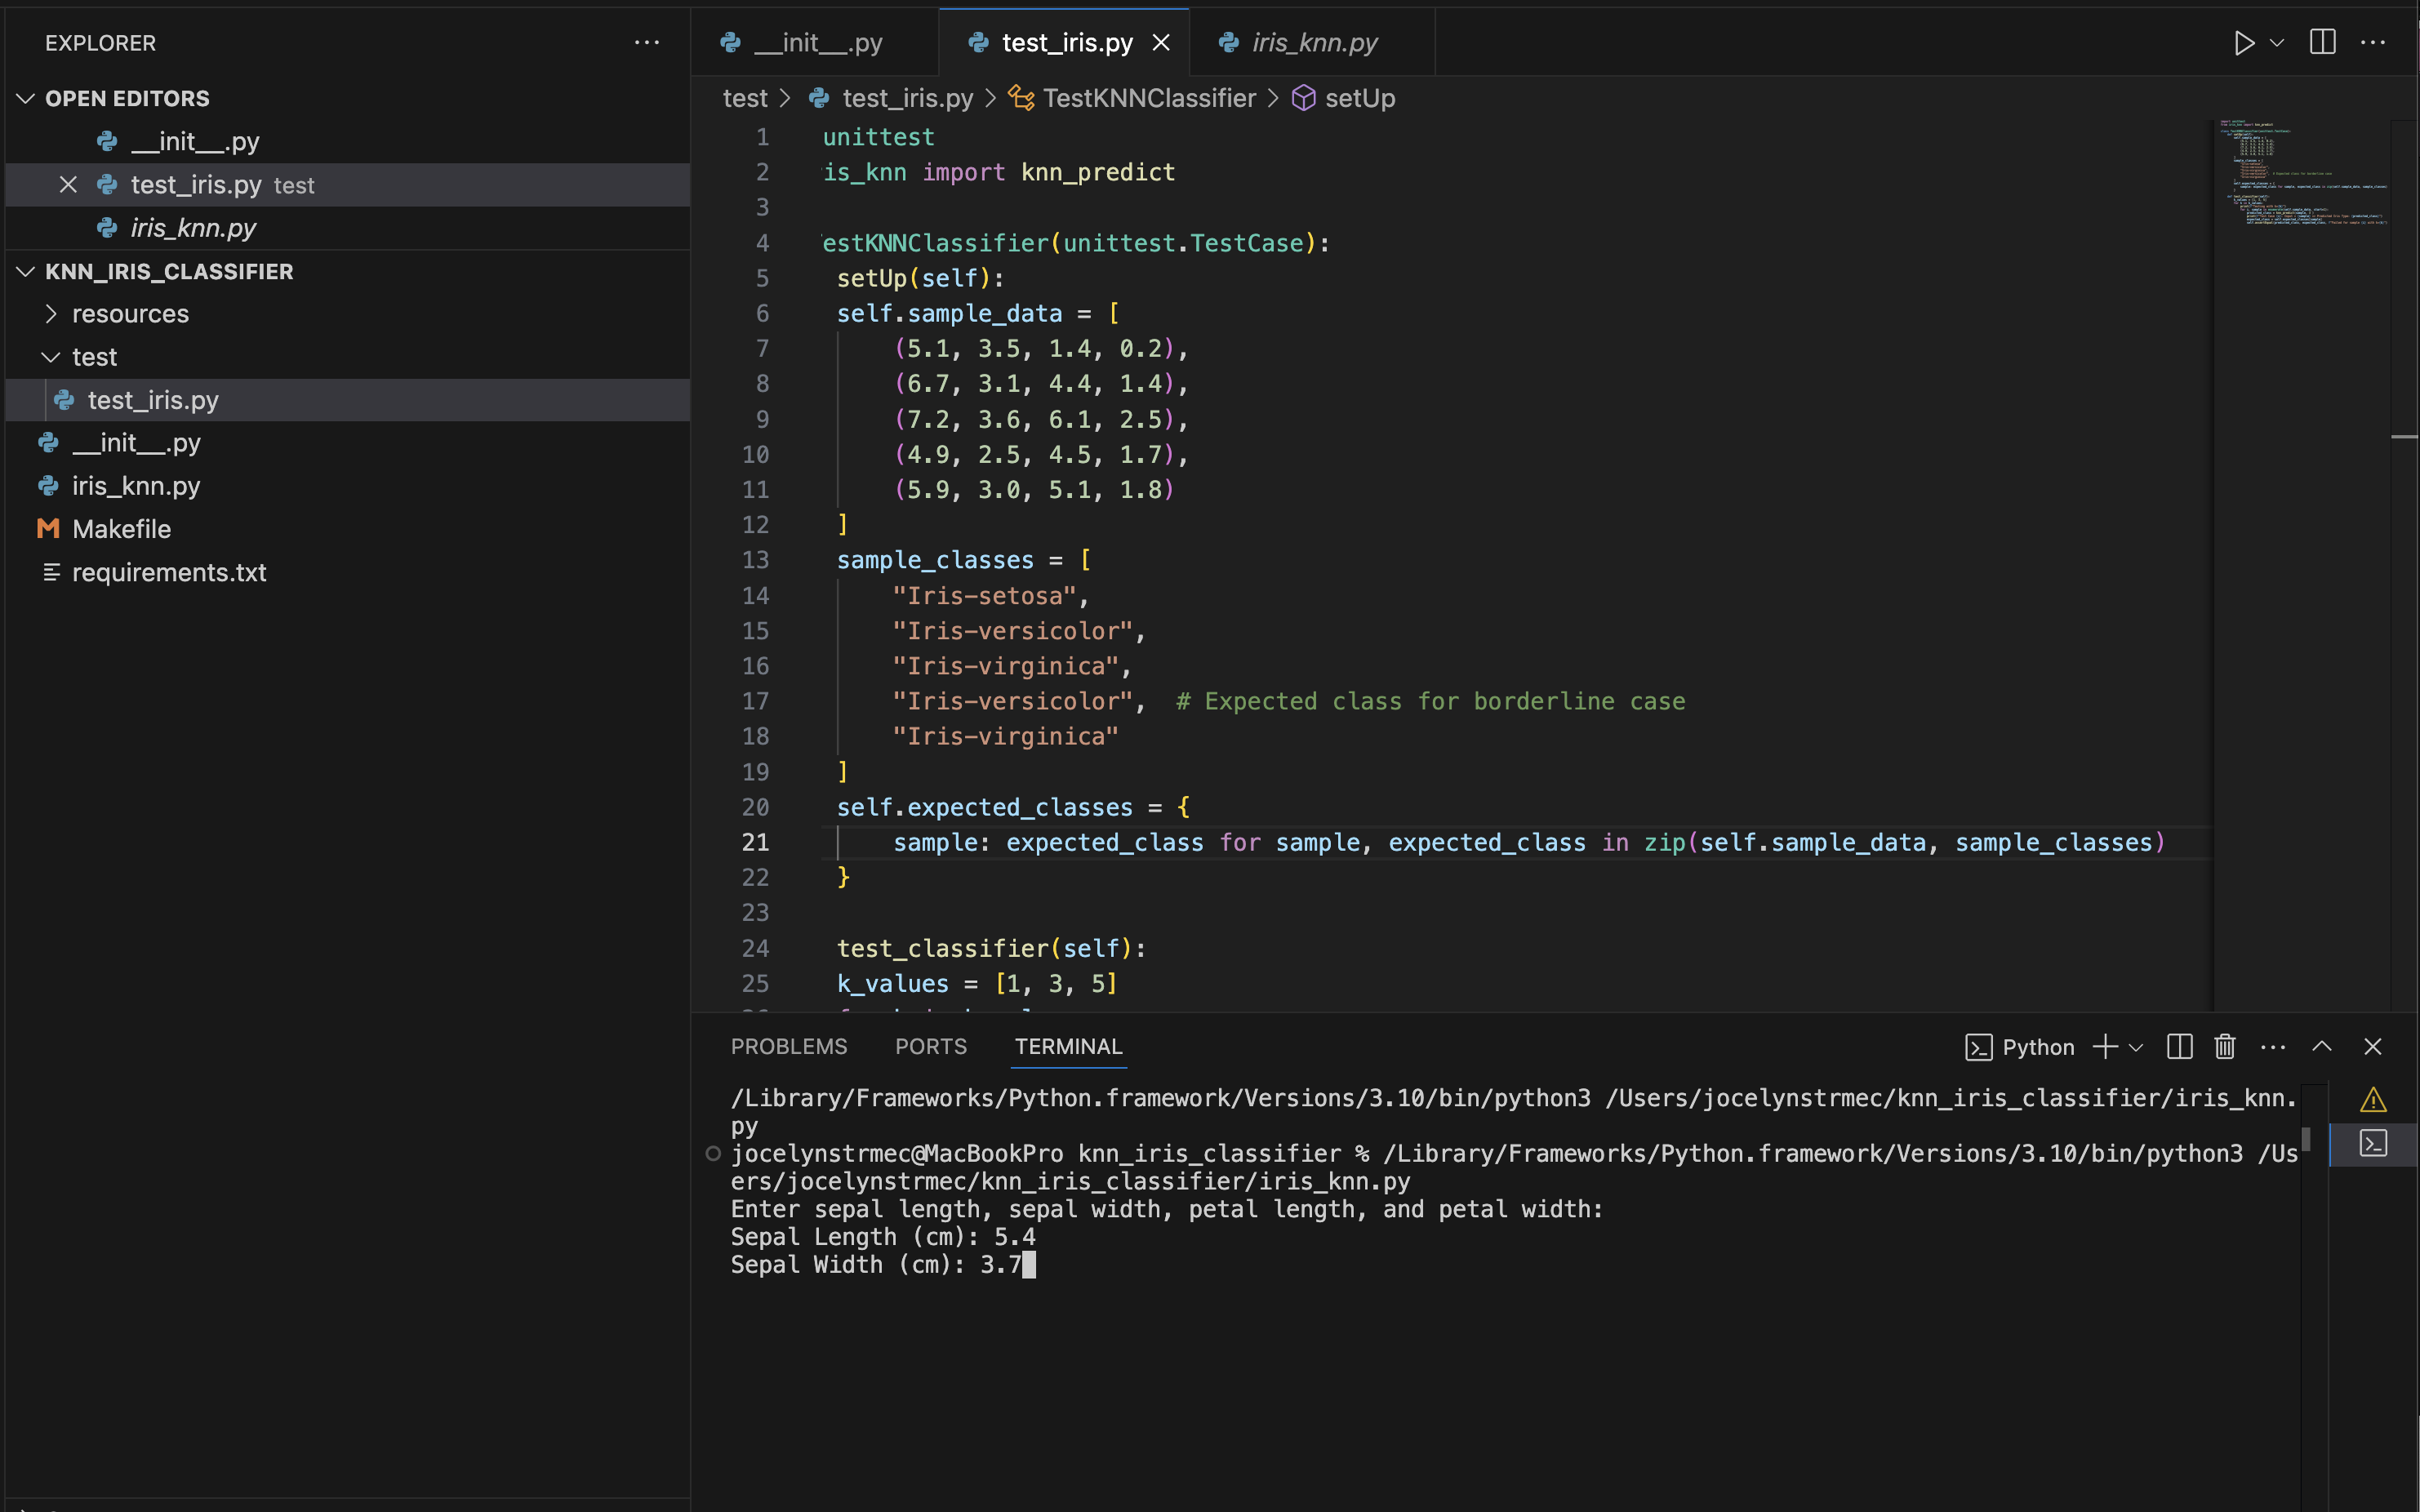 EXPLORER
OPEN EDITORS
__init__.py
test_iris.py test
iris_knn.py
KNN_IRIS_CLASSIFIER
resources
test
test_iris.py
__init__.py
iris_knn.py
Makefile
requirements.txt
__init__.py test_iris.py iris_knn.py
test > test_iris.py > TestKNNClassifier > setUp
1 unittest
2 is_knn import knn_predict
3
4 estKNNClassifier(unittest.TestCase):
5 setUp(self):
6 self.sample_data = [
7 (5.1, 3.5, 1.4, 0.2),
8 (6.7, 3.1, 4.4, 1.4),
9 (7.2, 3.6, 6.1, 2.5),
10 (4.9, 2.5, 4.5, 1.7),
11 (5.9, 3.0, 5.1, 1.8)
12 ]
13 sample_classes = [
14 "Iris-setosa",
15 "Iris-versicolor",
16 "Iris-virginica",
17 "Iris-versicolor", # Expected class for borderline case
18 "Iris-virginica"
19 ]
20 self.expected_classes = {
21 sample: expected_class for sample, expected_class in zip(self.sample_data, sample_classes)
22 }
23
24 test_classifier(self):
25 k_values = [1, 3, 5]
PROBLEMS PORTS TERMINAL Python
/Library/Frameworks/Python.framework/Versions/3.10/bin/python3 /Users/jocelynstrmec/knn_iris_classifier/iris_knn.
py
jocelynstrmec@MacBookPro knn_iris_classifier % /Library/Frameworks/Python.framework/Versions/3.10/bin/python3 /Us
ers/jocelynstrmec/knn_iris_classifier/iris_knn.py
Enter sepal length, sepal width, petal length, and petal width:
Sepal Length (cm): 5.4
Sepal Width (cm): 3.7